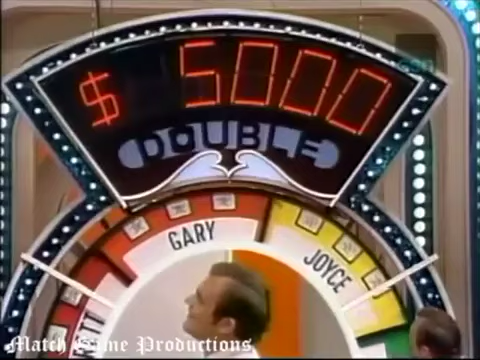 $ 5000
DOUBLE
GARY
JOYCE
Match Game Productions